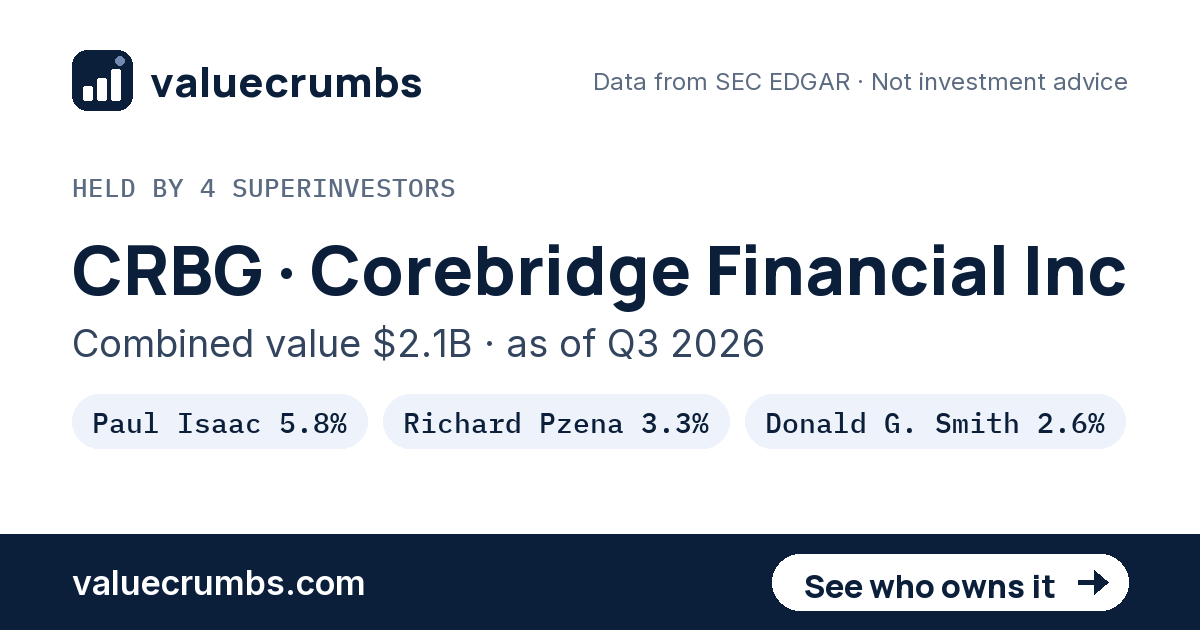 valuecrumbs
Data from SEC EDGAR · Not investment advice
HELD BY 4 SUPERINVESTORS
CRBG · Corebridge Financial Inc
Combined value $2.1B · as of Q3 2026
Paul Isaac 5.8% Richard Pzena 3.3% Donald G. Smith 2.6%
valuecrumbs.com
See who owns it →